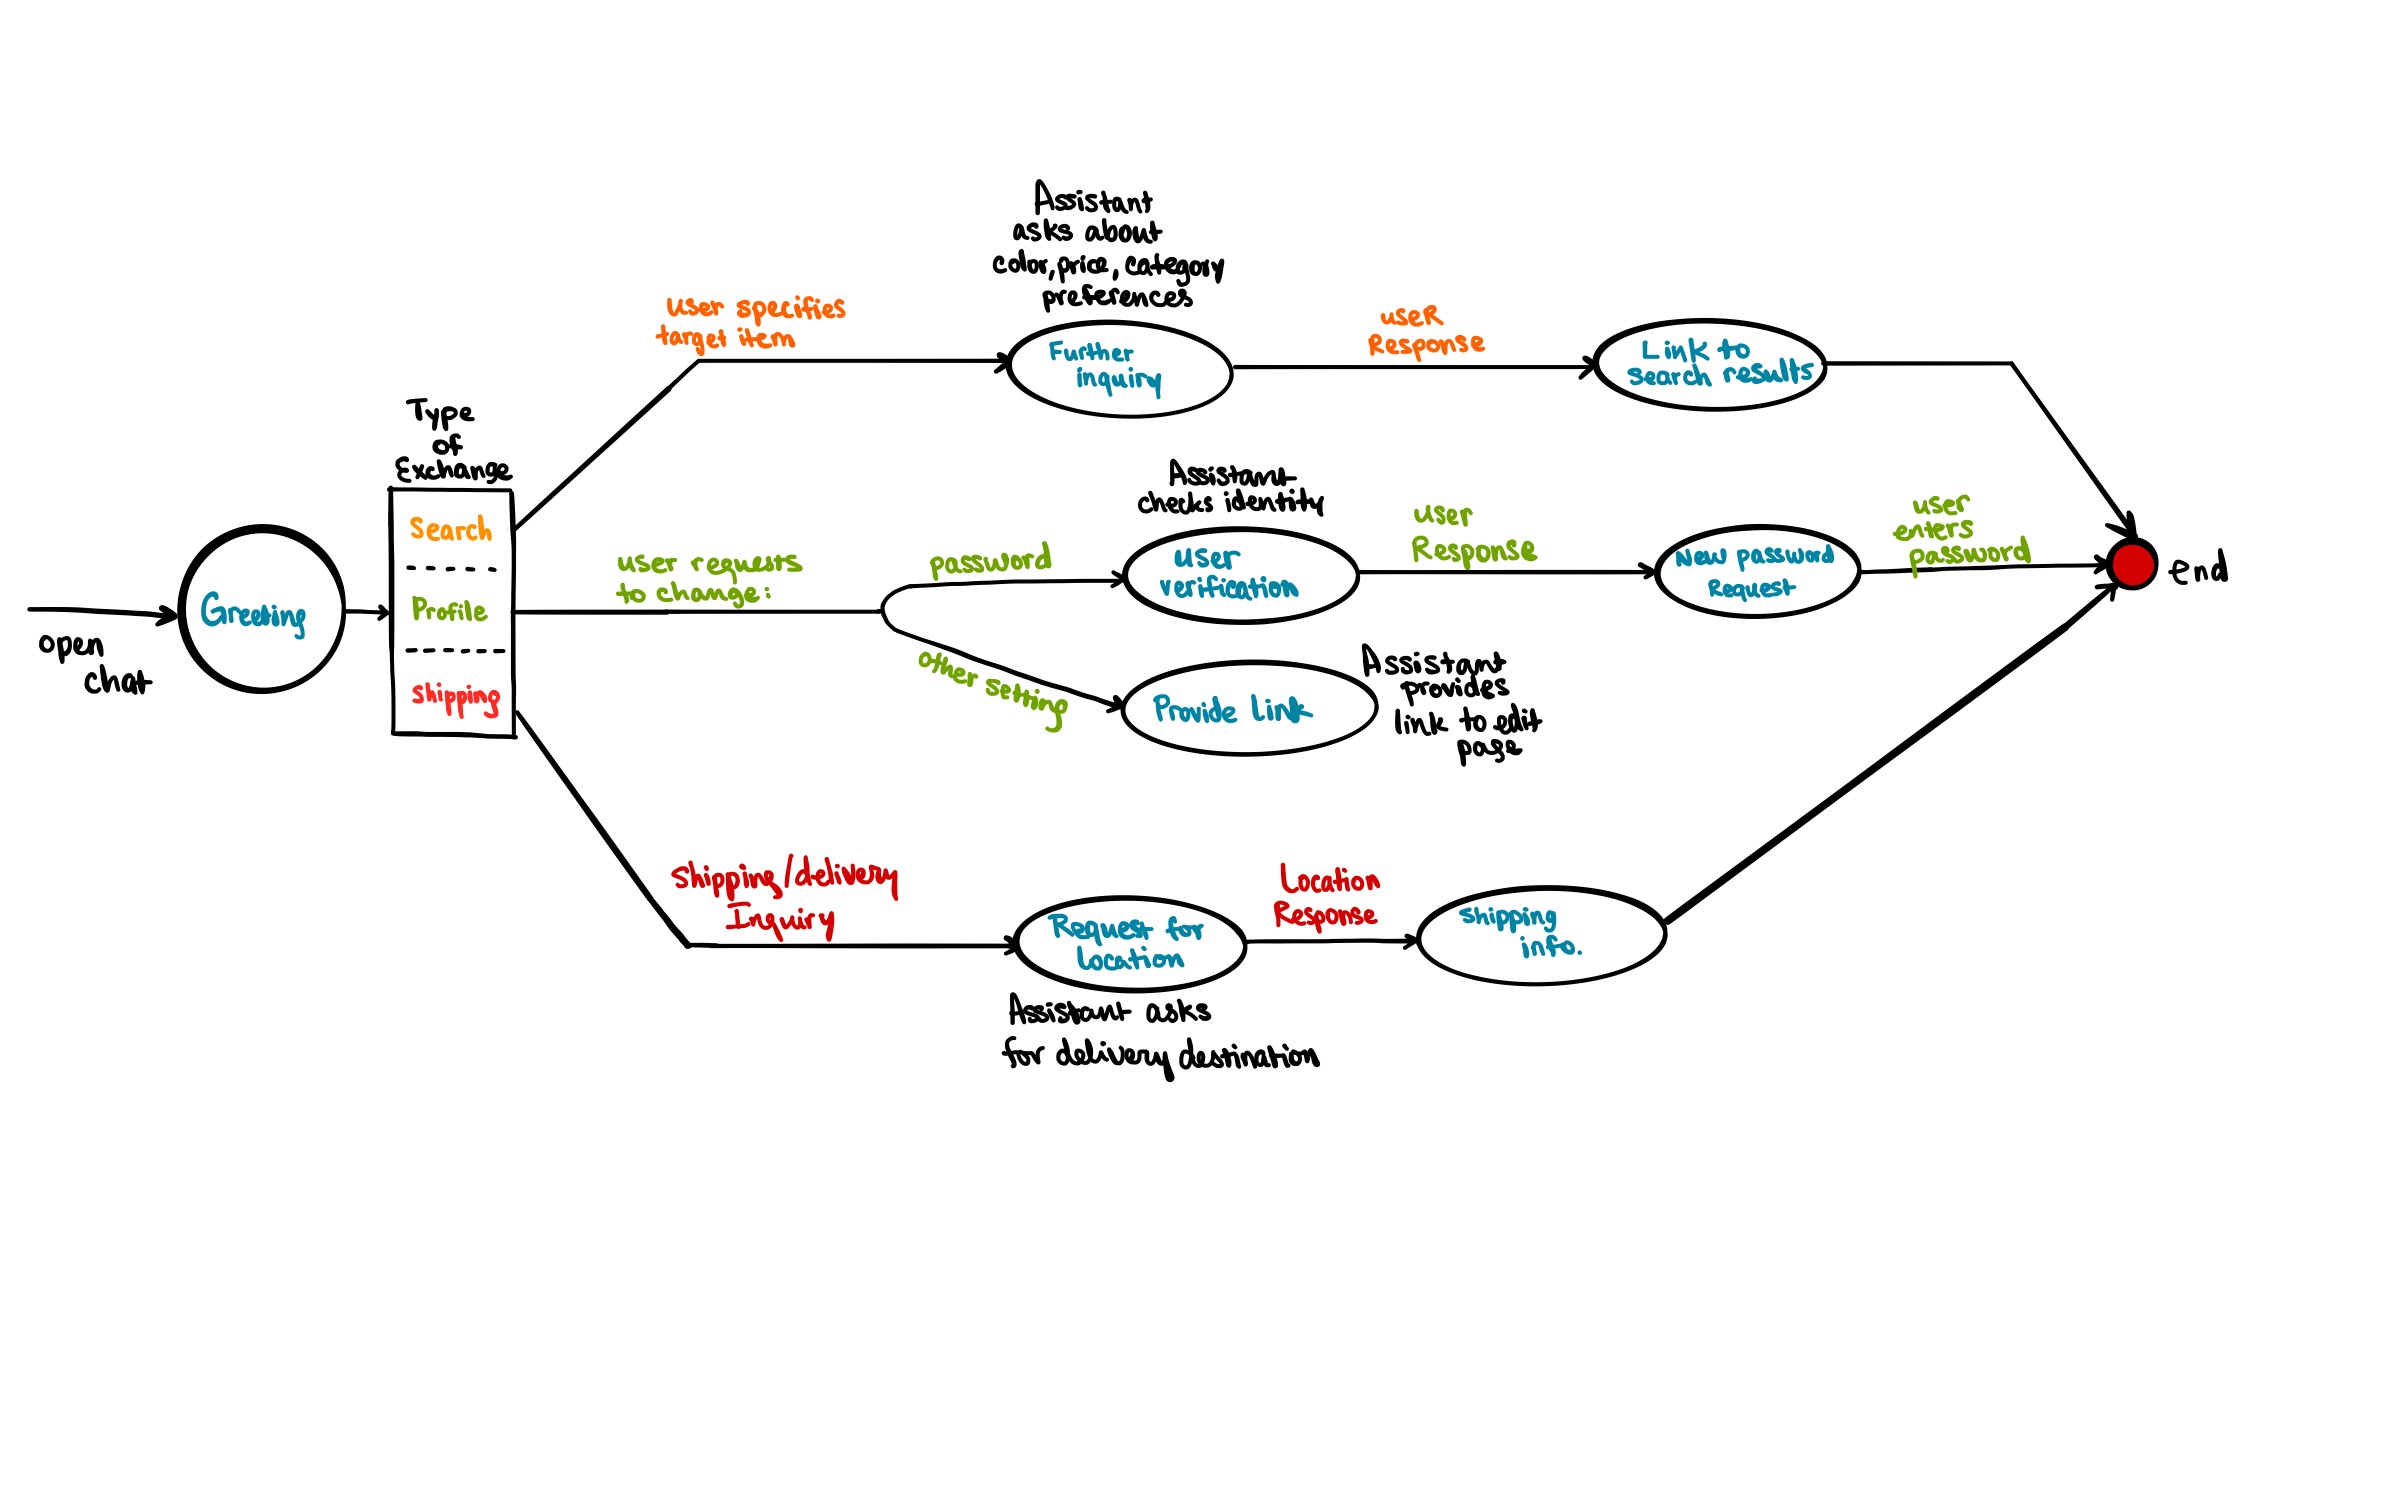 open
chat
Greeting
Type
of
Exchange
Search
Profile
Shipping
user specifies
target item
Assistant
asks about
color, price, category
preferences
Further
inquiry
useR
Response
Link to
search results
user requests
to change:
password
Assistant
checks identity
user
verification
user
Response
New password
Request
user
enters
password
end
other setting
Provide link
Assistant
provides
link to edit
page
Shipping/delivery
Inquiry
Request for
location
Assistant asks
for delivery destination
Location
Response
shipping
info.